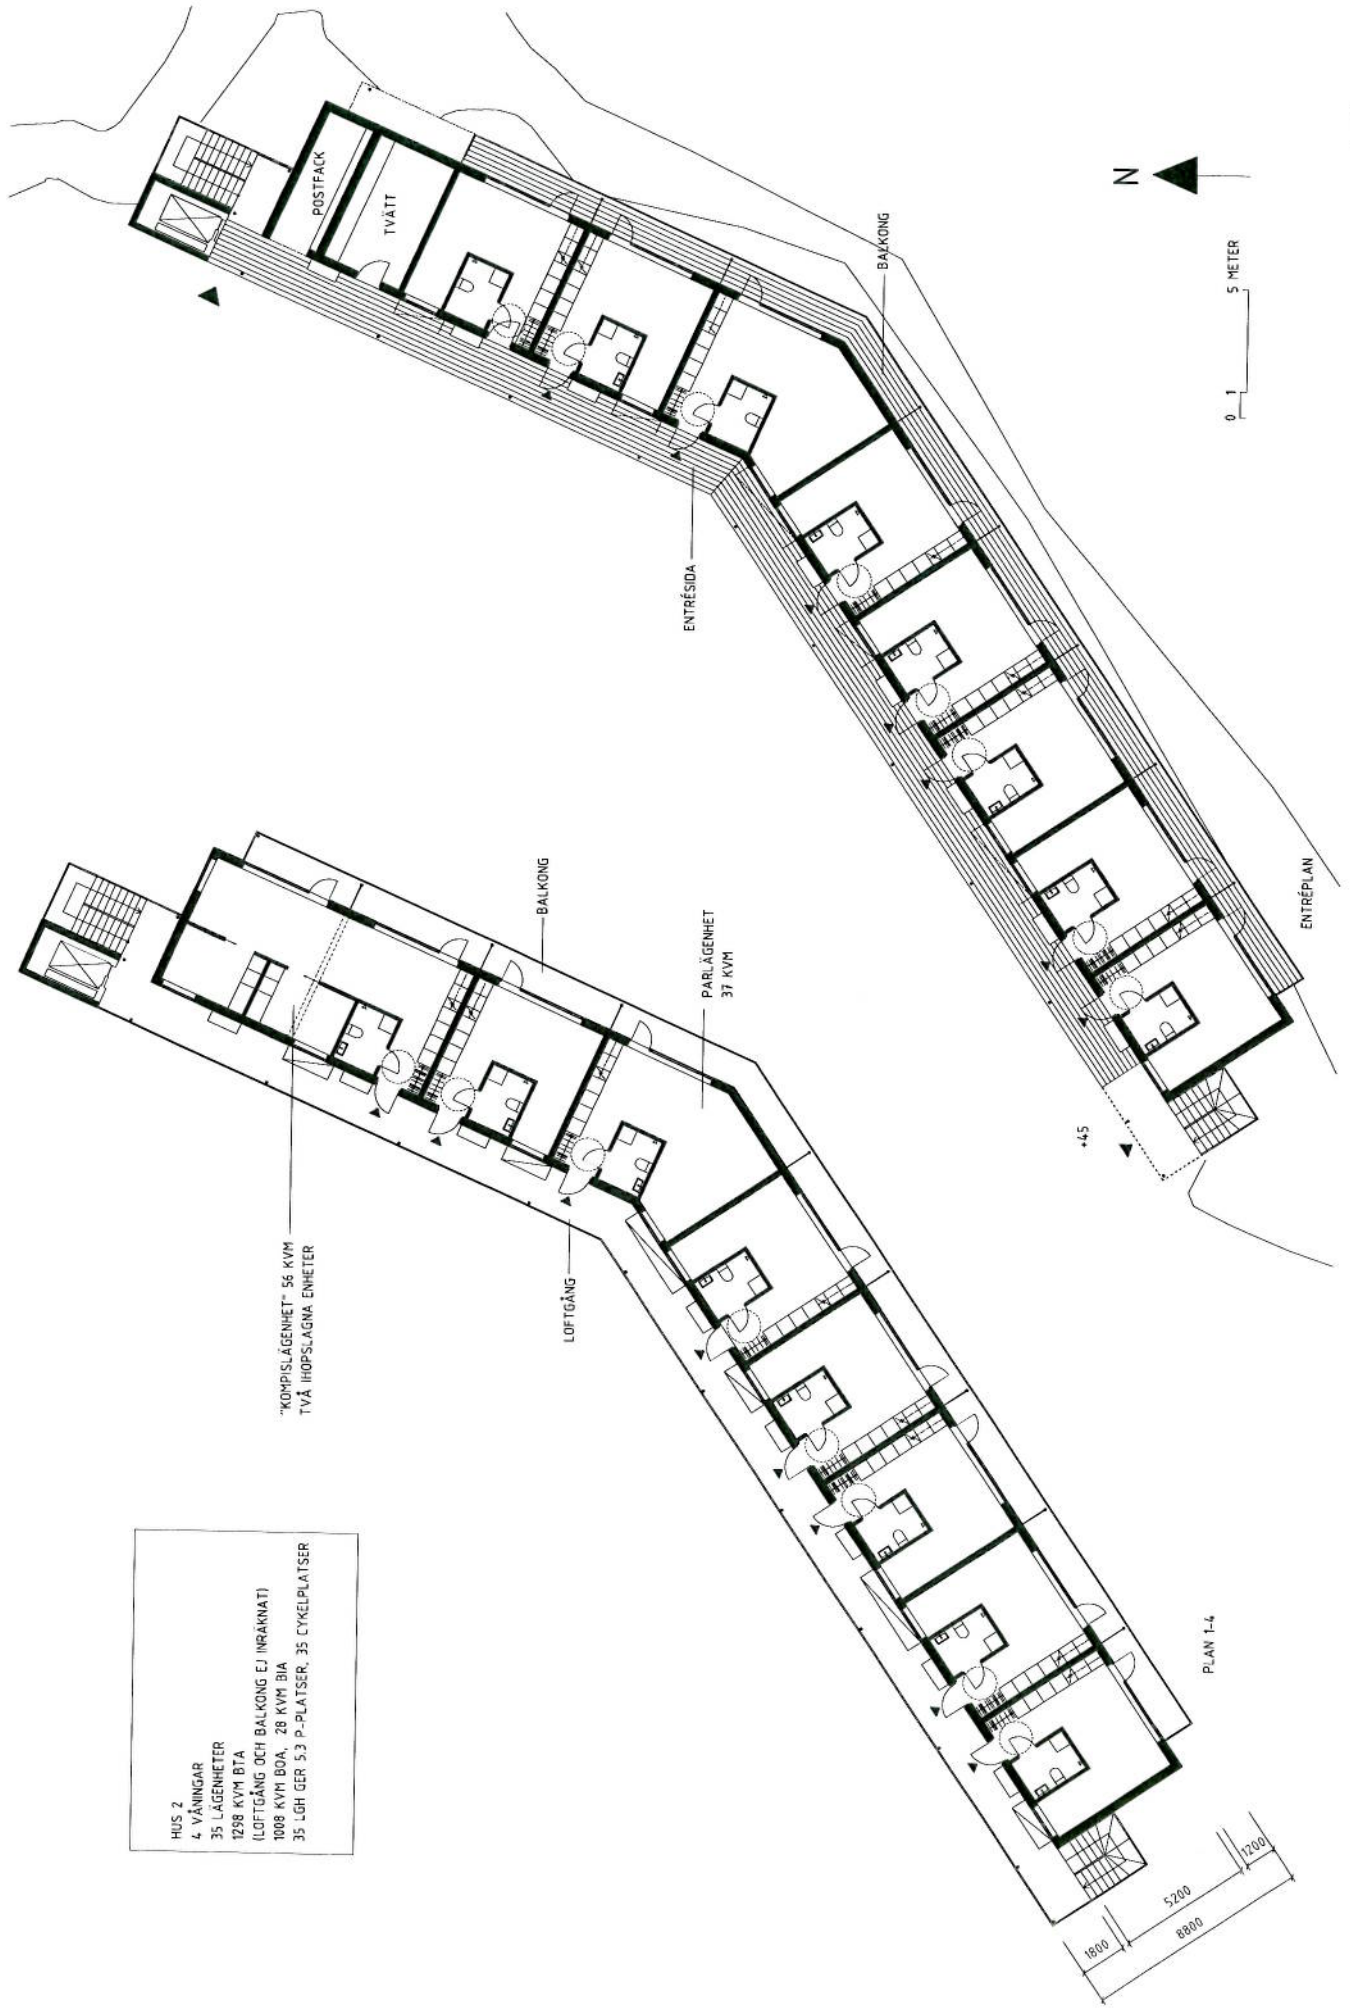 HUS 2
4 VÅNINGAR
35 LÄGENHETER
1298 KVM BTA
(LOFTGÅNG OCH BALKONG EJ INRÄKNAT)
1008 KVM BOA, 28 KVM BIA
35 LGH GER 5.3 P-PLATSER, 35 CYKELPLATSER
"KOMPISLÄGENHET" 56 KVM
TVÅ IHOPSLAGNA ENHETER
LOFTGÅNG
BALKONG
PARLÄGENHET
37 KVM
PLAN 1-4
1800
5200
1200
8800
POSTFACK
TVÄTT
ENTRÉSIDA
BALKONG
+45
ENTRÉPLAN
0 1 5 METER
N